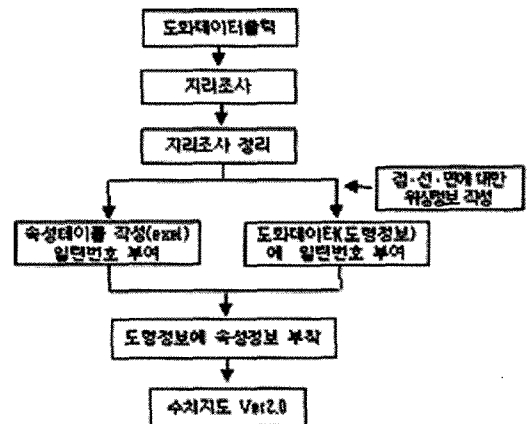 도화데이터출력
지리조사
지리조사 정리
점·선·면에 대한
위상정보 작성
속성테이블 작성(exel)
일련번호 부여
도화데이터(도형정보)
에 일련번호 부여
도형정보에 속성정보 부착
수치지도 Ver2.0